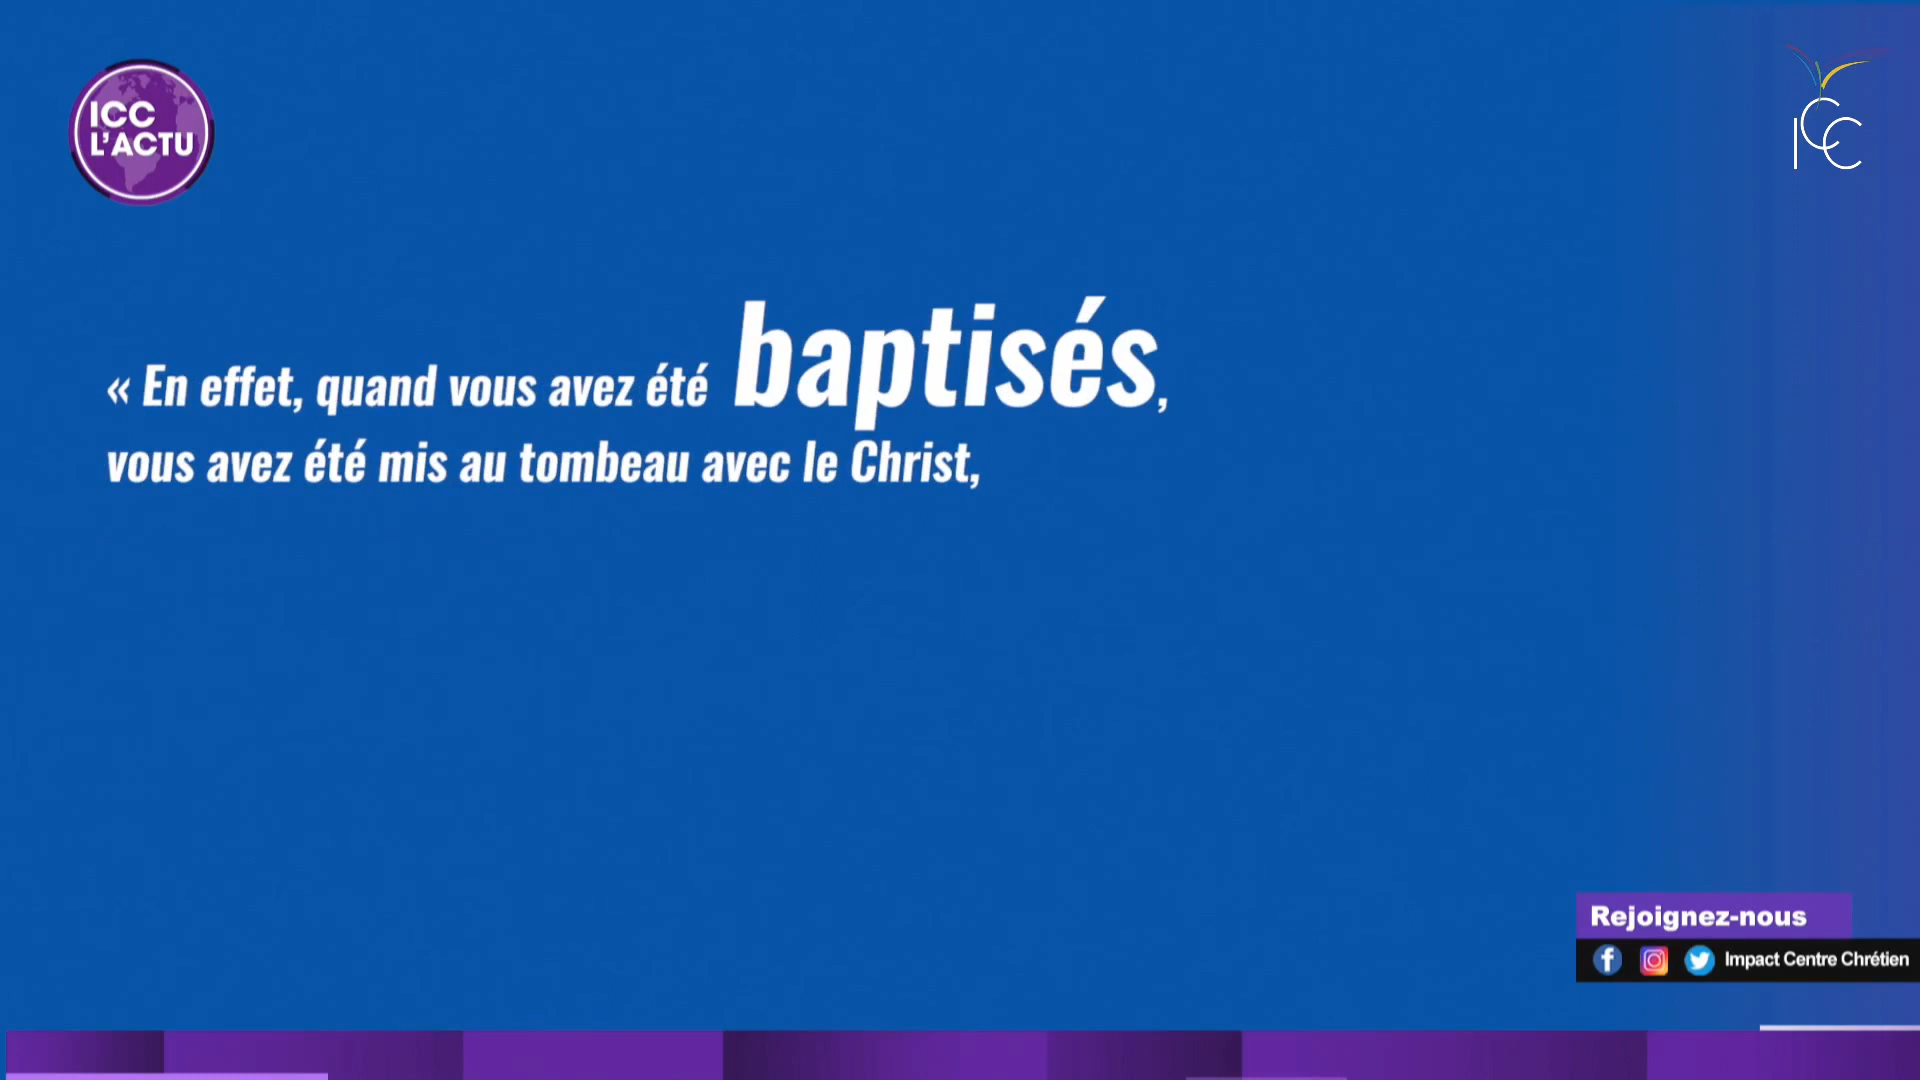 ICC
L'ACTU
ICC
« En effet, quand vous avez été baptisés,
vous avez été mis au tombeau avec le Christ,
Rejoignez-nous
Impact Centre Chrétien